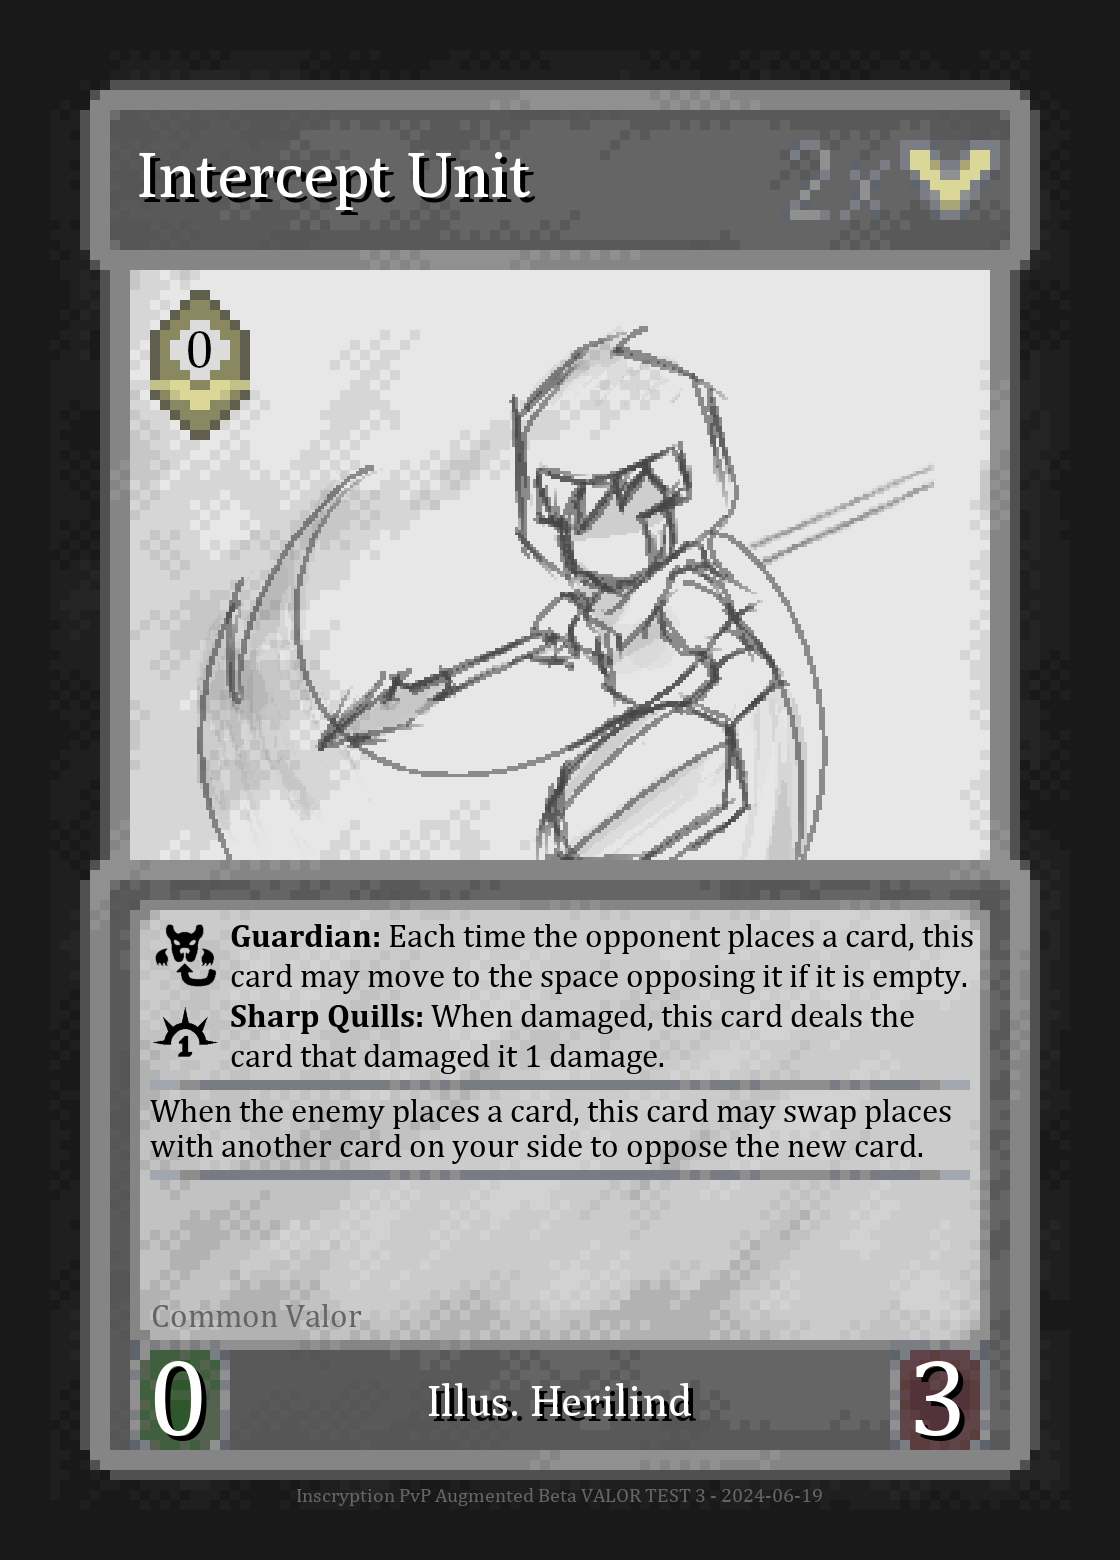 Intercept Unit 2x
0
Guardian: Each time the opponent places a card, this
card may move to the space opposing it if it is empty.
Sharp Quills: When damaged, this card deals the
1
card that damaged it 1 damage.
When the enemy places a card, this card may swap places
with another card on your side to oppose the new card.
Common Valor
0 Illus. Herilind 3
Inscryption PvP Augmented Beta VALOR TEST 3 - 2024-06-19